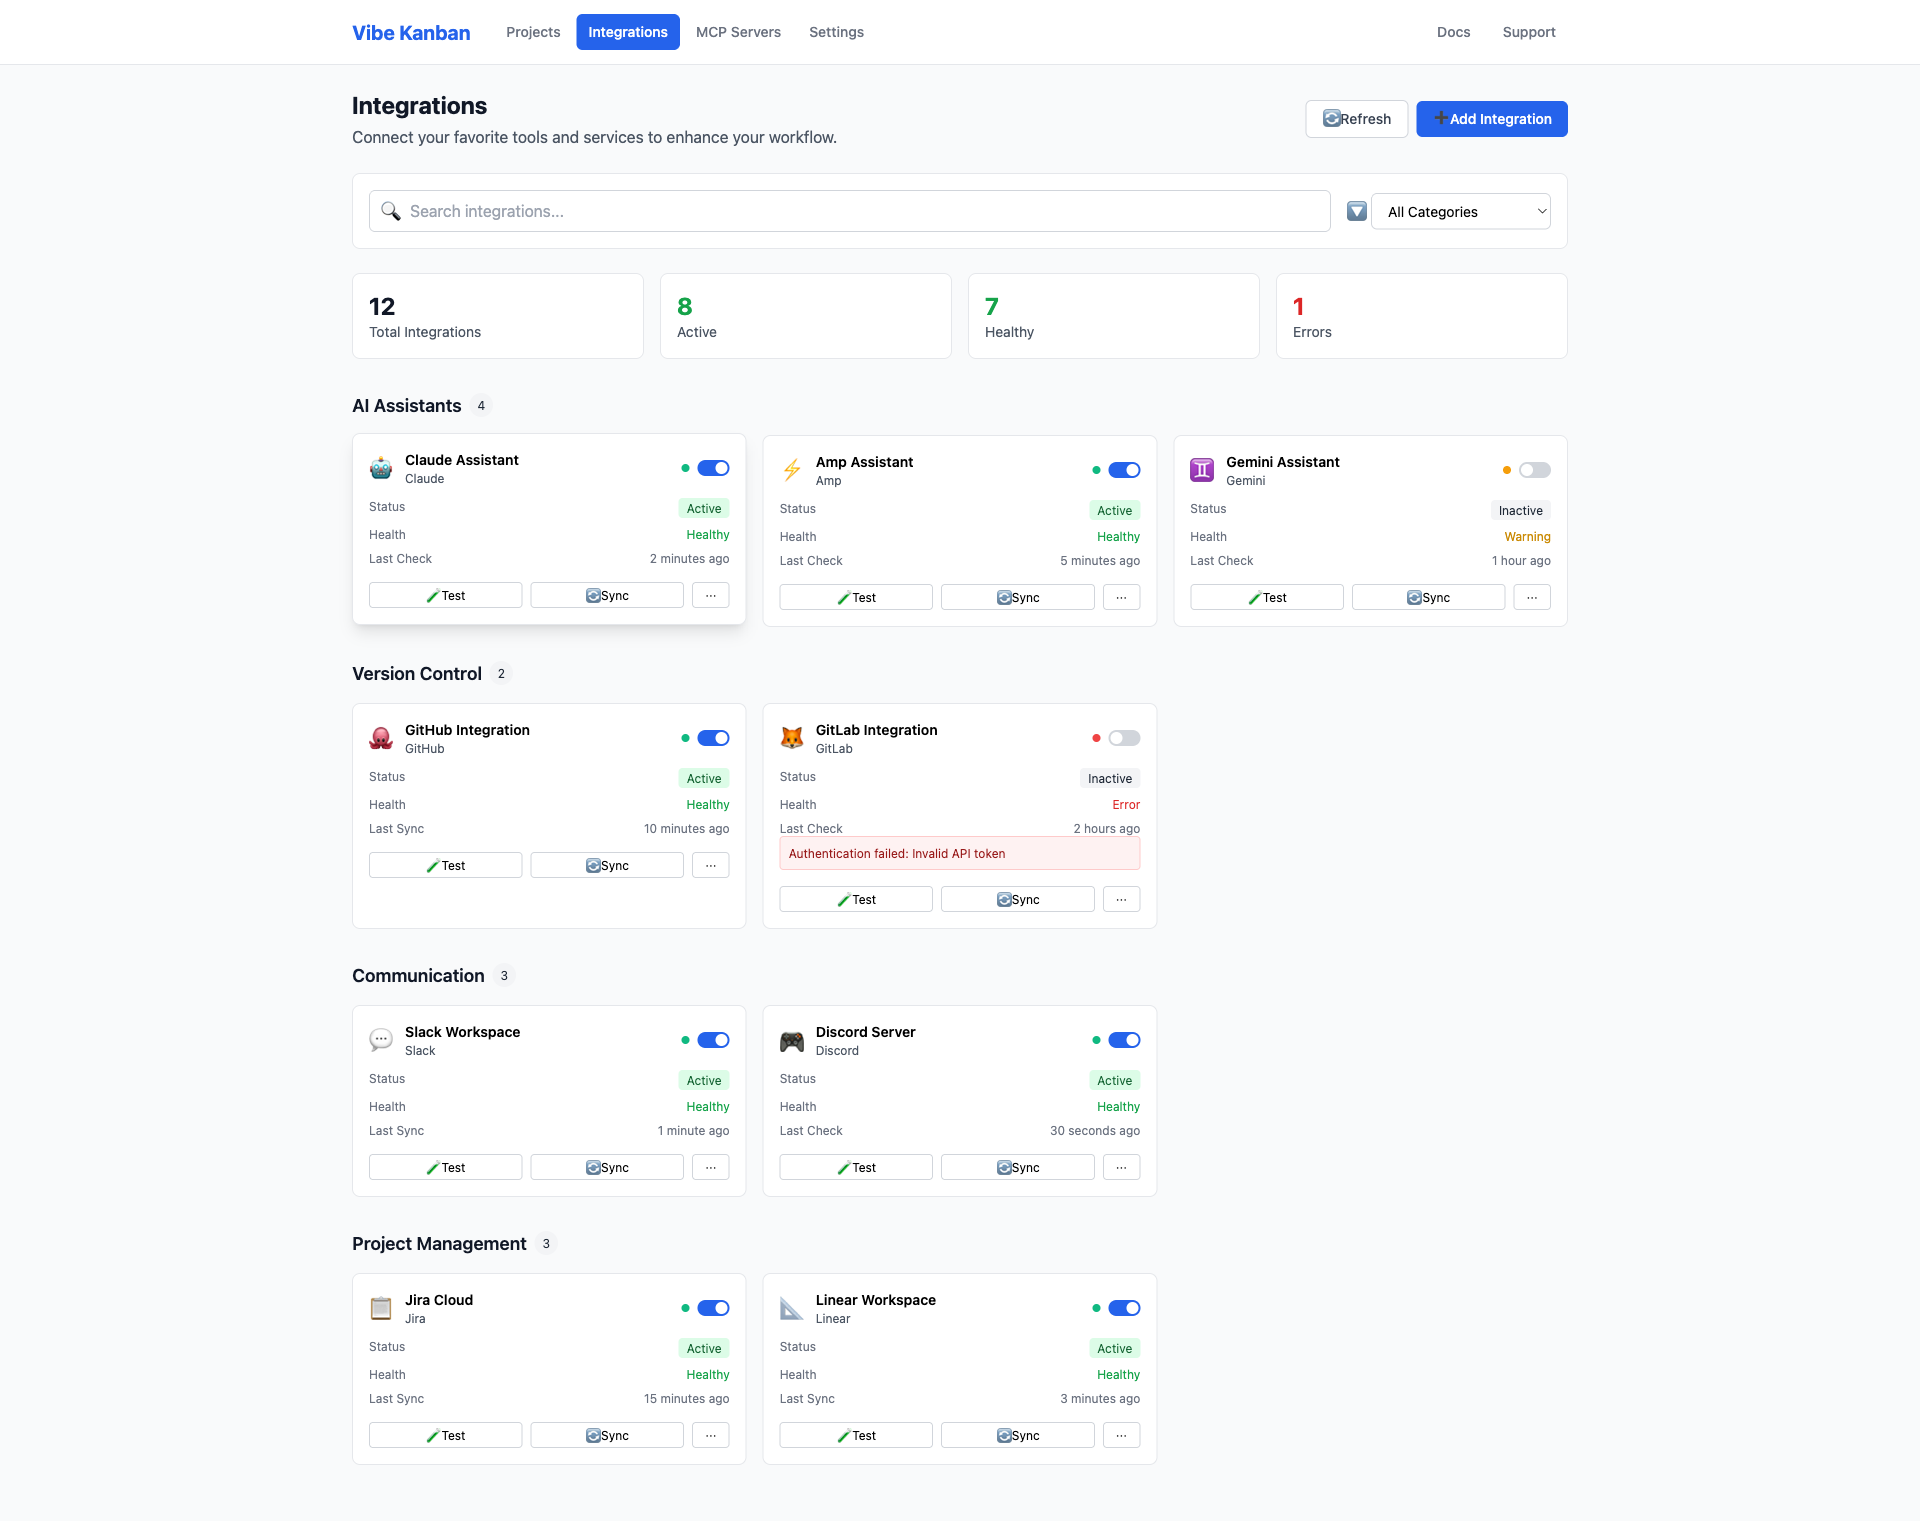 Vibe Kanban Projects Integrations MCP Servers Settings Docs Support
Integrations
Connect your favorite tools and services to enhance your workflow.
Refresh Add Integration
Search integrations... All Categories
12 8 7 1
Total Integrations Active Healthy Errors
AI Assistants 4
Claude Assistant
Claude
Status Active
Health Healthy
Last Check 2 minutes ago
Test Sync ...
Amp Assistant
Amp
Status Active
Health Healthy
Last Check 5 minutes ago
Test Sync ...
Gemini Assistant
Gemini
Status Inactive
Health Warning
Last Check 1 hour ago
Test Sync ...
Version Control 2
GitHub Integration
GitHub
Status Active
Health Healthy
Last Sync 10 minutes ago
Test Sync ...
GitLab Integration
GitLab
Status Inactive
Health Error
Last Check 2 hours ago
Authentication failed: Invalid API token
Test Sync ...
Communication 3
Slack Workspace
Slack
Status Active
Health Healthy
Last Sync 1 minute ago
Test Sync ...
Discord Server
Discord
Status Active
Health Healthy
Last Check 30 seconds ago
Test Sync ...
Project Management 3
Jira Cloud
Jira
Status Active
Health Healthy
Last Sync 15 minutes ago
Test Sync ...
Linear Workspace
Linear
Status Active
Health Healthy
Last Sync 3 minutes ago
Test Sync ...